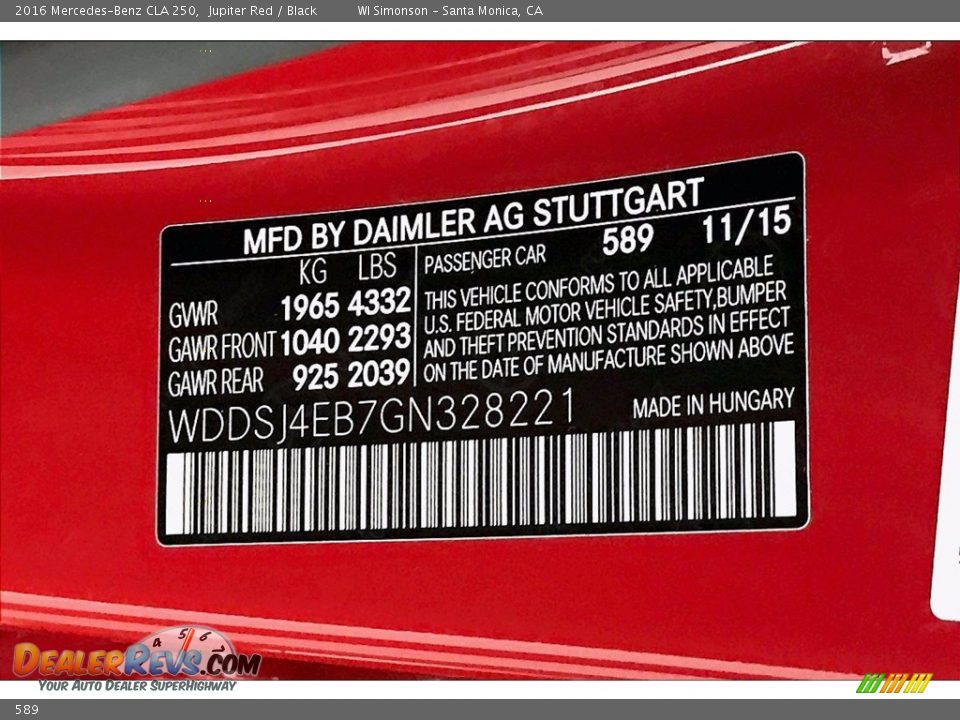 2016 Mercedes-Benz CLA 250, Jupiter Red / Black WI Simonson - Santa Monica, CA
MFD BY DAIMLER AG STUTTGART
KG LBS
GVWR 1965 4332
GAWR FRONT 1040 2293
GAWR REAR 925 2039
PASSENGER CAR 589 11/15
THIS VEHICLE CONFORMS TO ALL APPLICABLE
U.S. FEDERAL MOTOR VEHICLE SAFETY,BUMPER
AND THEFT PREVENTION STANDARDS IN EFFECT
ON THE DATE OF MANUFACTURE SHOWN ABOVE
WDDSJ4EB7GN328221
MADE IN HUNGARY
4 5 6
DEALERREVS.COM
YOUR AUTO DEALER SUPERHIGHWAY
589